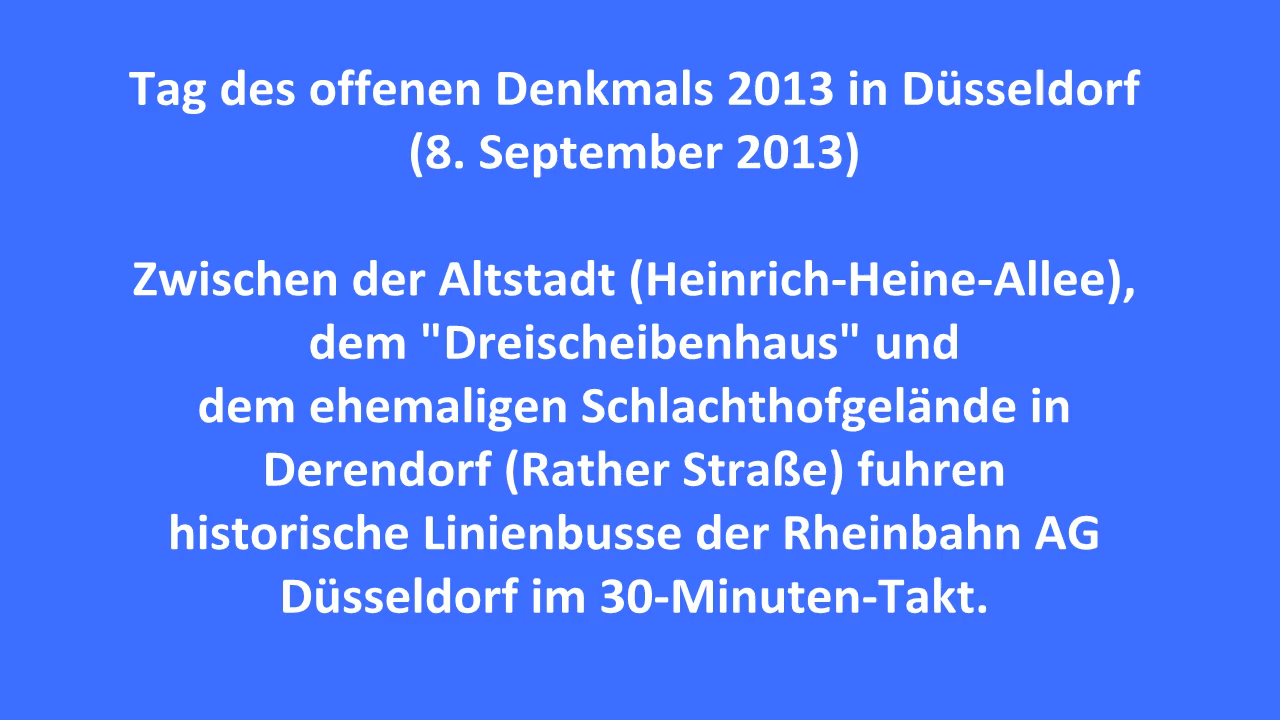 Tag des offenen Denkmals 2013 in Düsseldorf
(8. September 2013)
Zwischen der Altstadt (Heinrich-Heine-Allee),
dem "Dreischeibenhaus" und
dem ehemaligen Schlachthofgelände in
Derendorf (Rather Straße) fuhren
historische Linienbusse der Rheinbahn AG
Düsseldorf im 30-Minuten-Takt.